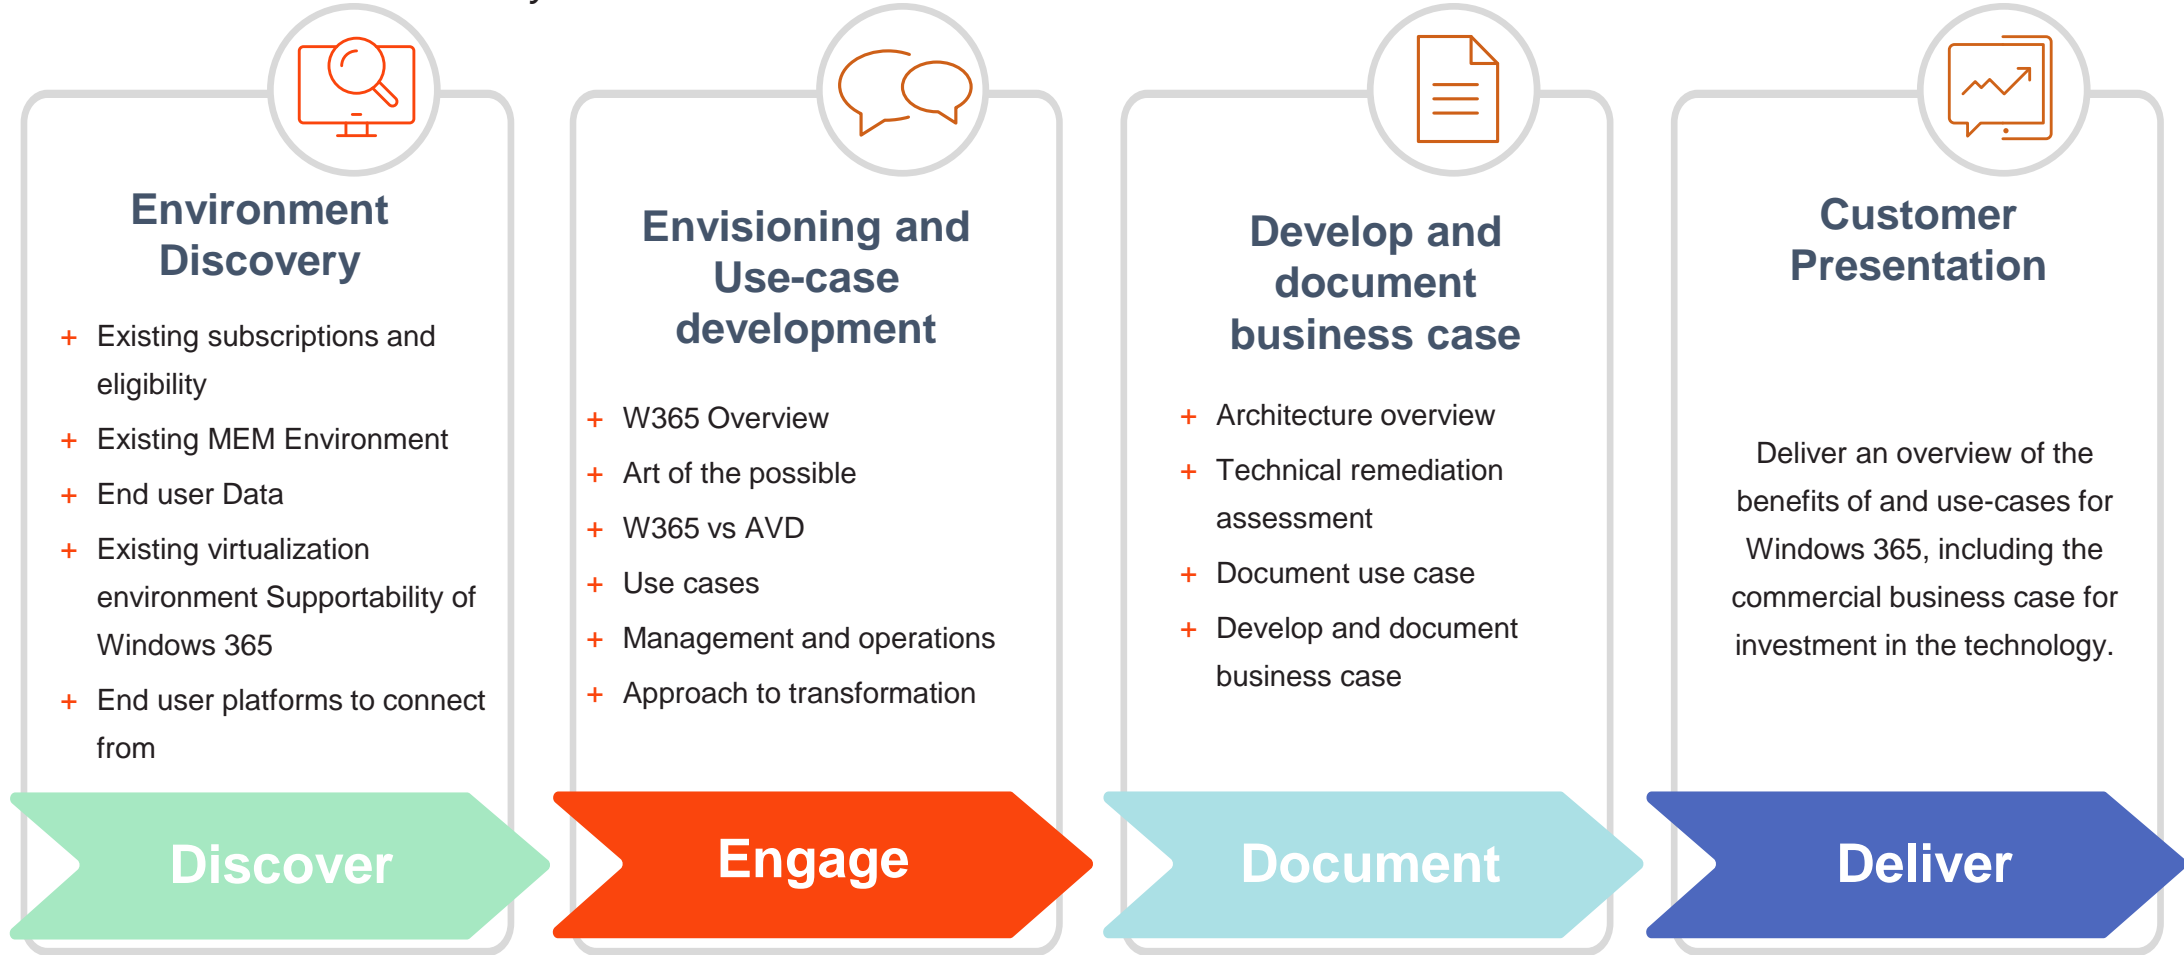 Environment
Discovery
+ Existing subscriptions and
eligibility
+ Existing MEM Environment
+ End user Data
+ Existing virtualization
environment Supportability of
Windows 365
+ End user platforms to connect
from
Discover
Envisioning and
Use-case
development
+ W365 Overview
+ Art of the possible
+ W365 vs AVD
+ Use cases
+ Management and operations
+ Approach to transformation
Engage
Develop and
document
business case
+ Architecture overview
+ Technical remediation
assessment
+ Document use case
+ Develop and document
business case
Document
Customer
Presentation
Deliver an overview of the
benefits of and use-cases for
Windows 365, including the
commercial business case for
investment in the technology.
Deliver